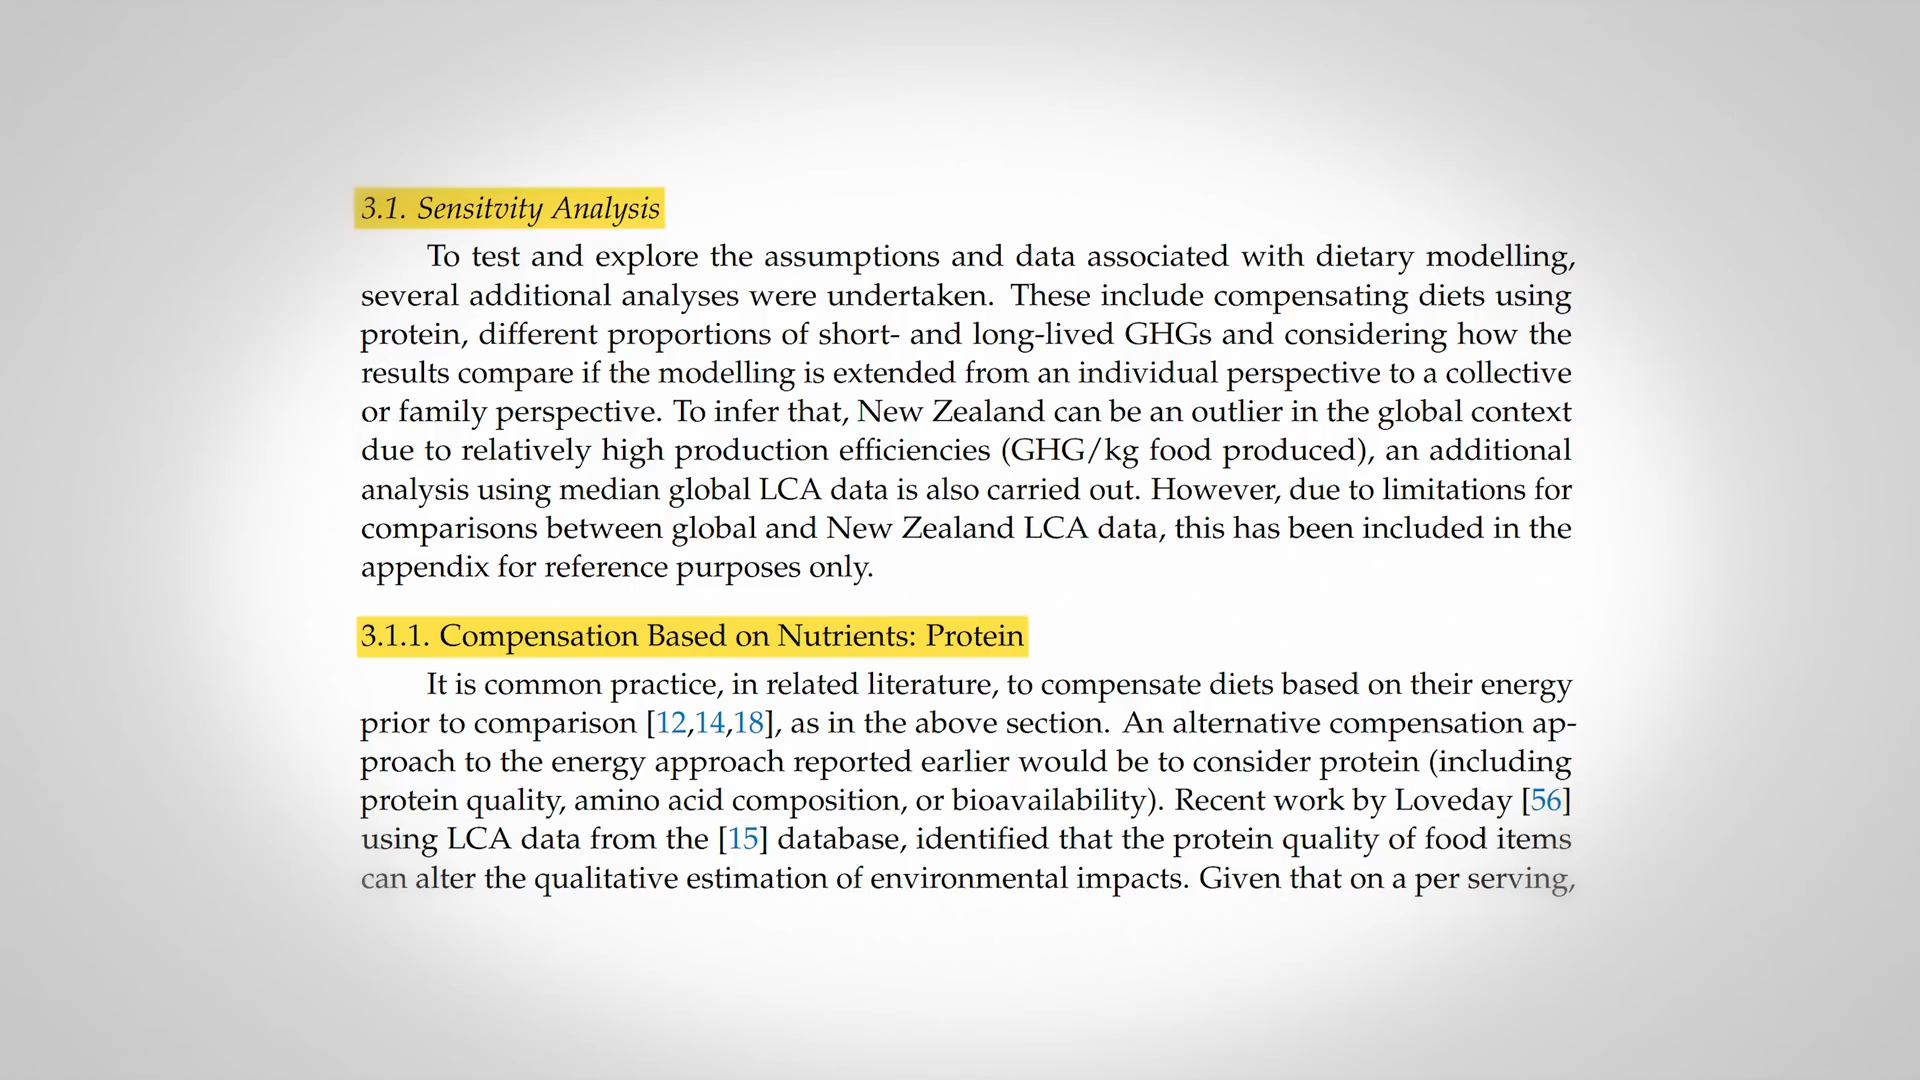 3.1. Sensitvity Analysis
To test and explore the assumptions and data associated with dietary modelling,
several additional analyses were undertaken. These include compensating diets using
protein, different proportions of short- and long-lived GHGs and considering how the
results compare if the modelling is extended from an individual perspective to a collective
or family perspective. To infer that, New Zealand can be an outlier in the global context
due to relatively high production efficiencies (GHG/kg food produced), an additional
analysis using median global LCA data is also carried out. However, due to limitations for
comparisons between global and New Zealand LCA data, this has been included in the
appendix for reference purposes only.
3.1.1. Compensation Based on Nutrients: Protein
It is common practice, in related literature, to compensate diets based on their energy
prior to comparison [12,14,18], as in the above section. An alternative compensation ap-
proach to the energy approach reported earlier would be to consider protein (including
protein quality, amino acid composition, or bioavailability). Recent work by Loveday [56]
using LCA data from the [15] database, identified that the protein quality of food items
can alter the qualitative estimation of environmental impacts. Given that on a per serving,